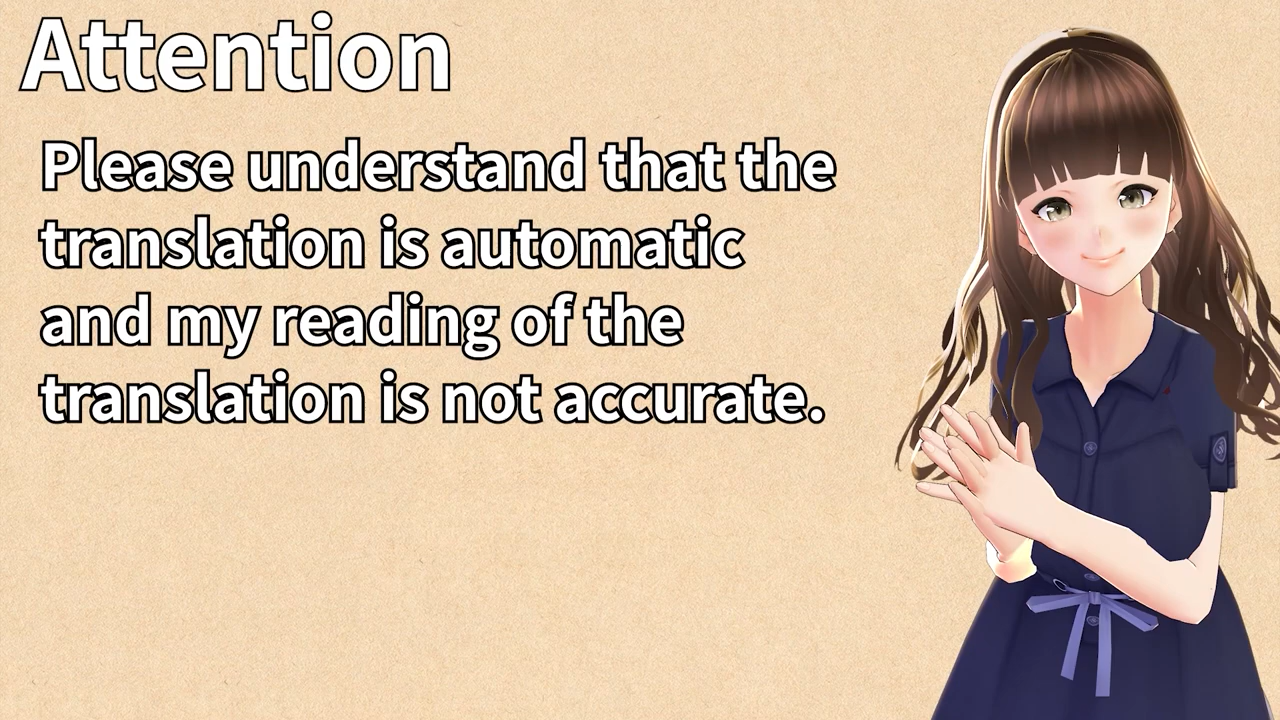 Attention
Please understand that the
translation is automatic
and my reading of the
translation is not accurate.